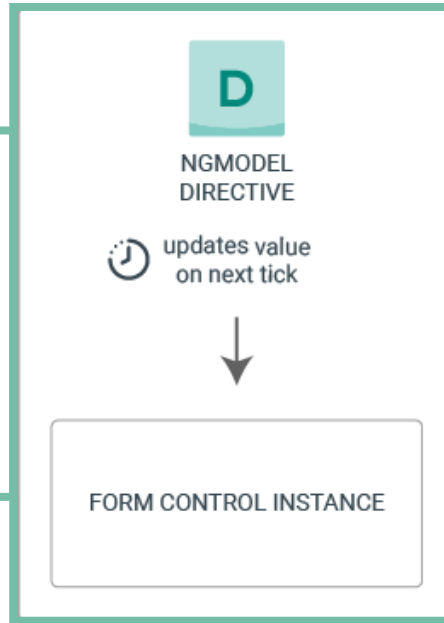 D
NGMODEL
DIRECTIVE
updates value
on next tick
FORM CONTROL INSTANCE